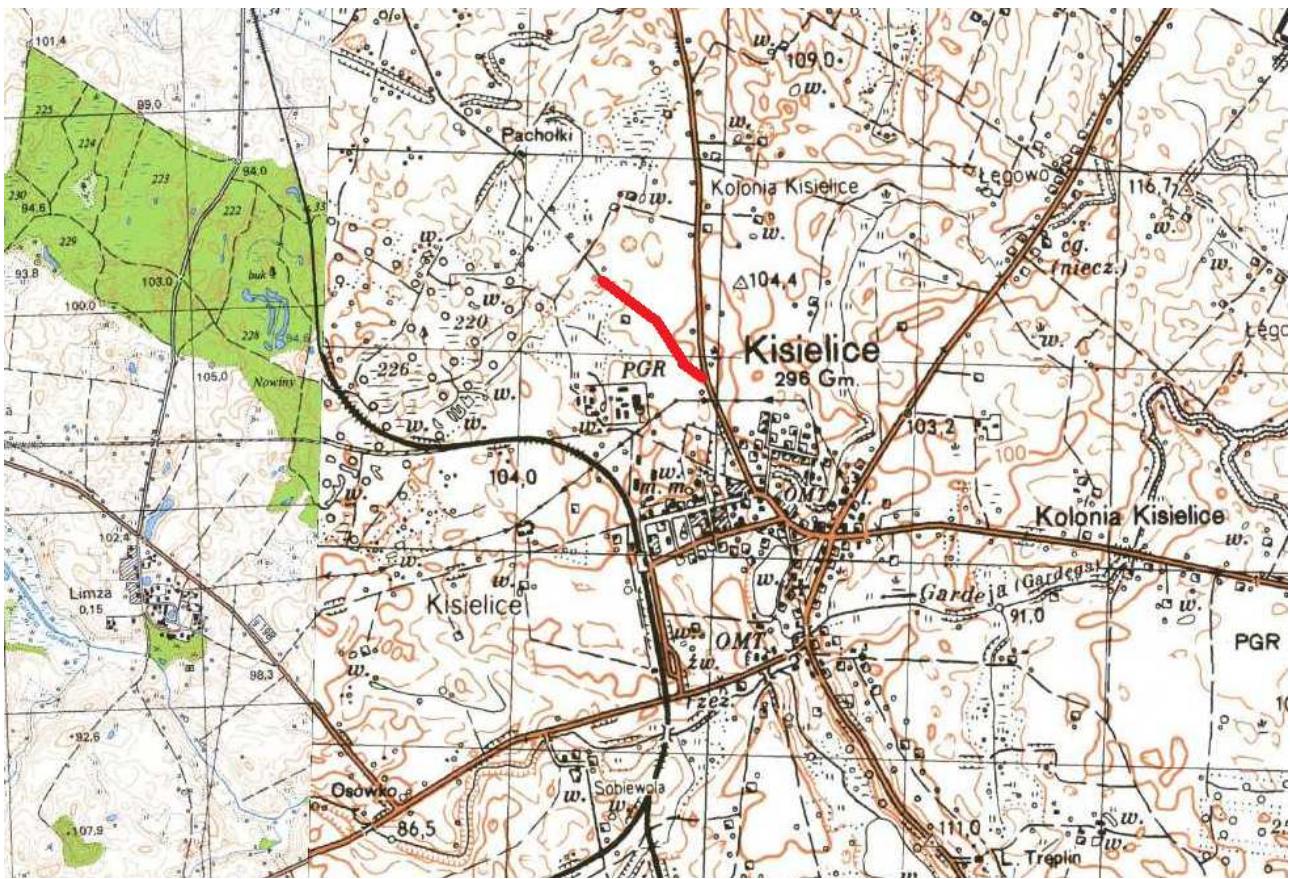 101,4
225
89,0
224
223
94,0
230
94,6
222
229
93,8
103,0
buk
100,0
228
94,6
105,0
Nowiny
102,4
Limza
0,15
98,3
92,6
107,9
Pachołki
w.
109,0
w.
w.
Kolonia Kisielice
w.
w.
Łęgowo
116,7
w.
cg.
(niecz.)
w.
w.
104,4
w.
220
w.
226
w.
w.
w.
w.
PGR
w.
Kisielice
296 Gm.
w.
103,2
100
104,0
w.
m. m.
OMT
w.
Kolonia Kisielice
w.
w.
w.
Kisielice
w.
Gardeja (Gardęga)
91,0
w.
PGR
w.
OMT
żw.
w.
rzeź.
Osówko
86,5
w.
Sobiewola
w.
111,0
L. Treplin
w.
w.
w.